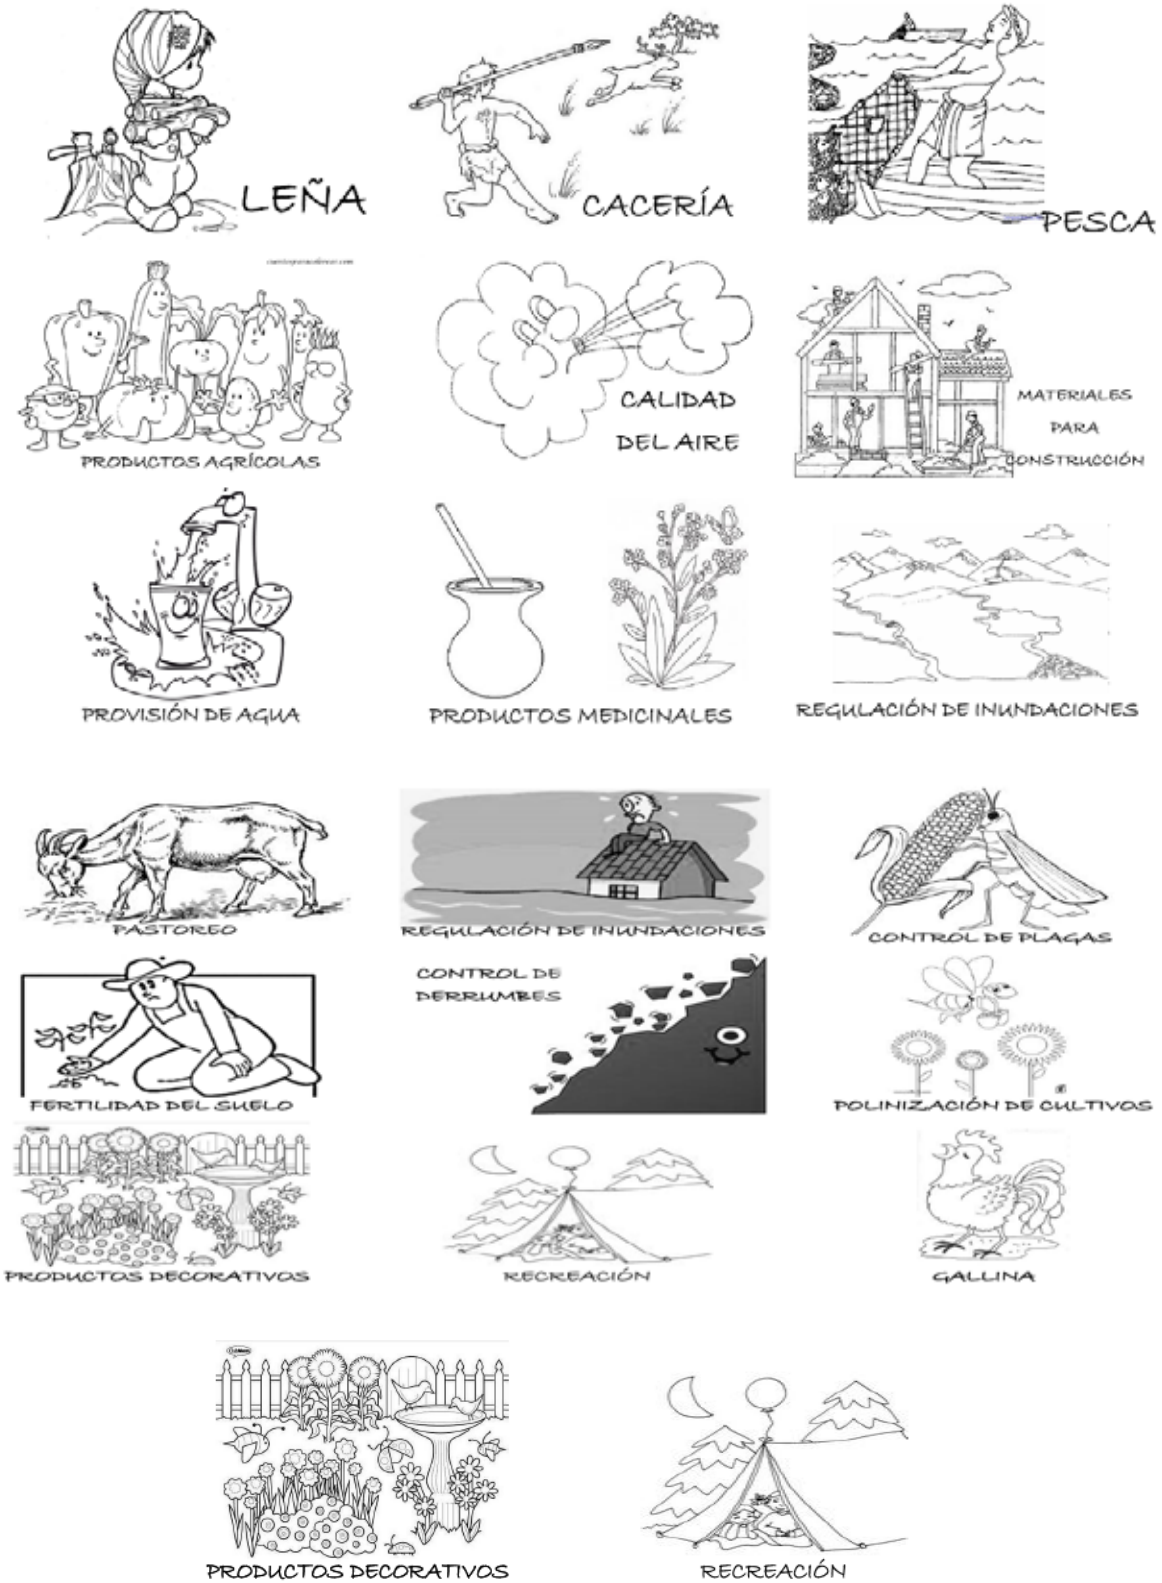 LEÑA
CACERÍA
PESCA
PRODUCTOS AGRÍCOLAS
CALIDAD
DEL AIRE
MATERIALES
PARA
CONSTRUCCIÓN
PROVISIÓN DE AGUA
PRODUCTOS MEDICINALES
REGULACIÓN DE INUNDACIONES
PASTOREO
REGULACIÓN DE INUNDACIONES
CONTROL DE PLAGAS
FERTILIDAD DEL SUELO
CONTROL DE
DERRUMBES
POLINIZACIÓN DE CULTIVOS
PRODUCTOS DECORATIVOS
RECREACIÓN
GALLINA
PRODUCTOS DECORATIVOS
RECREACIÓN